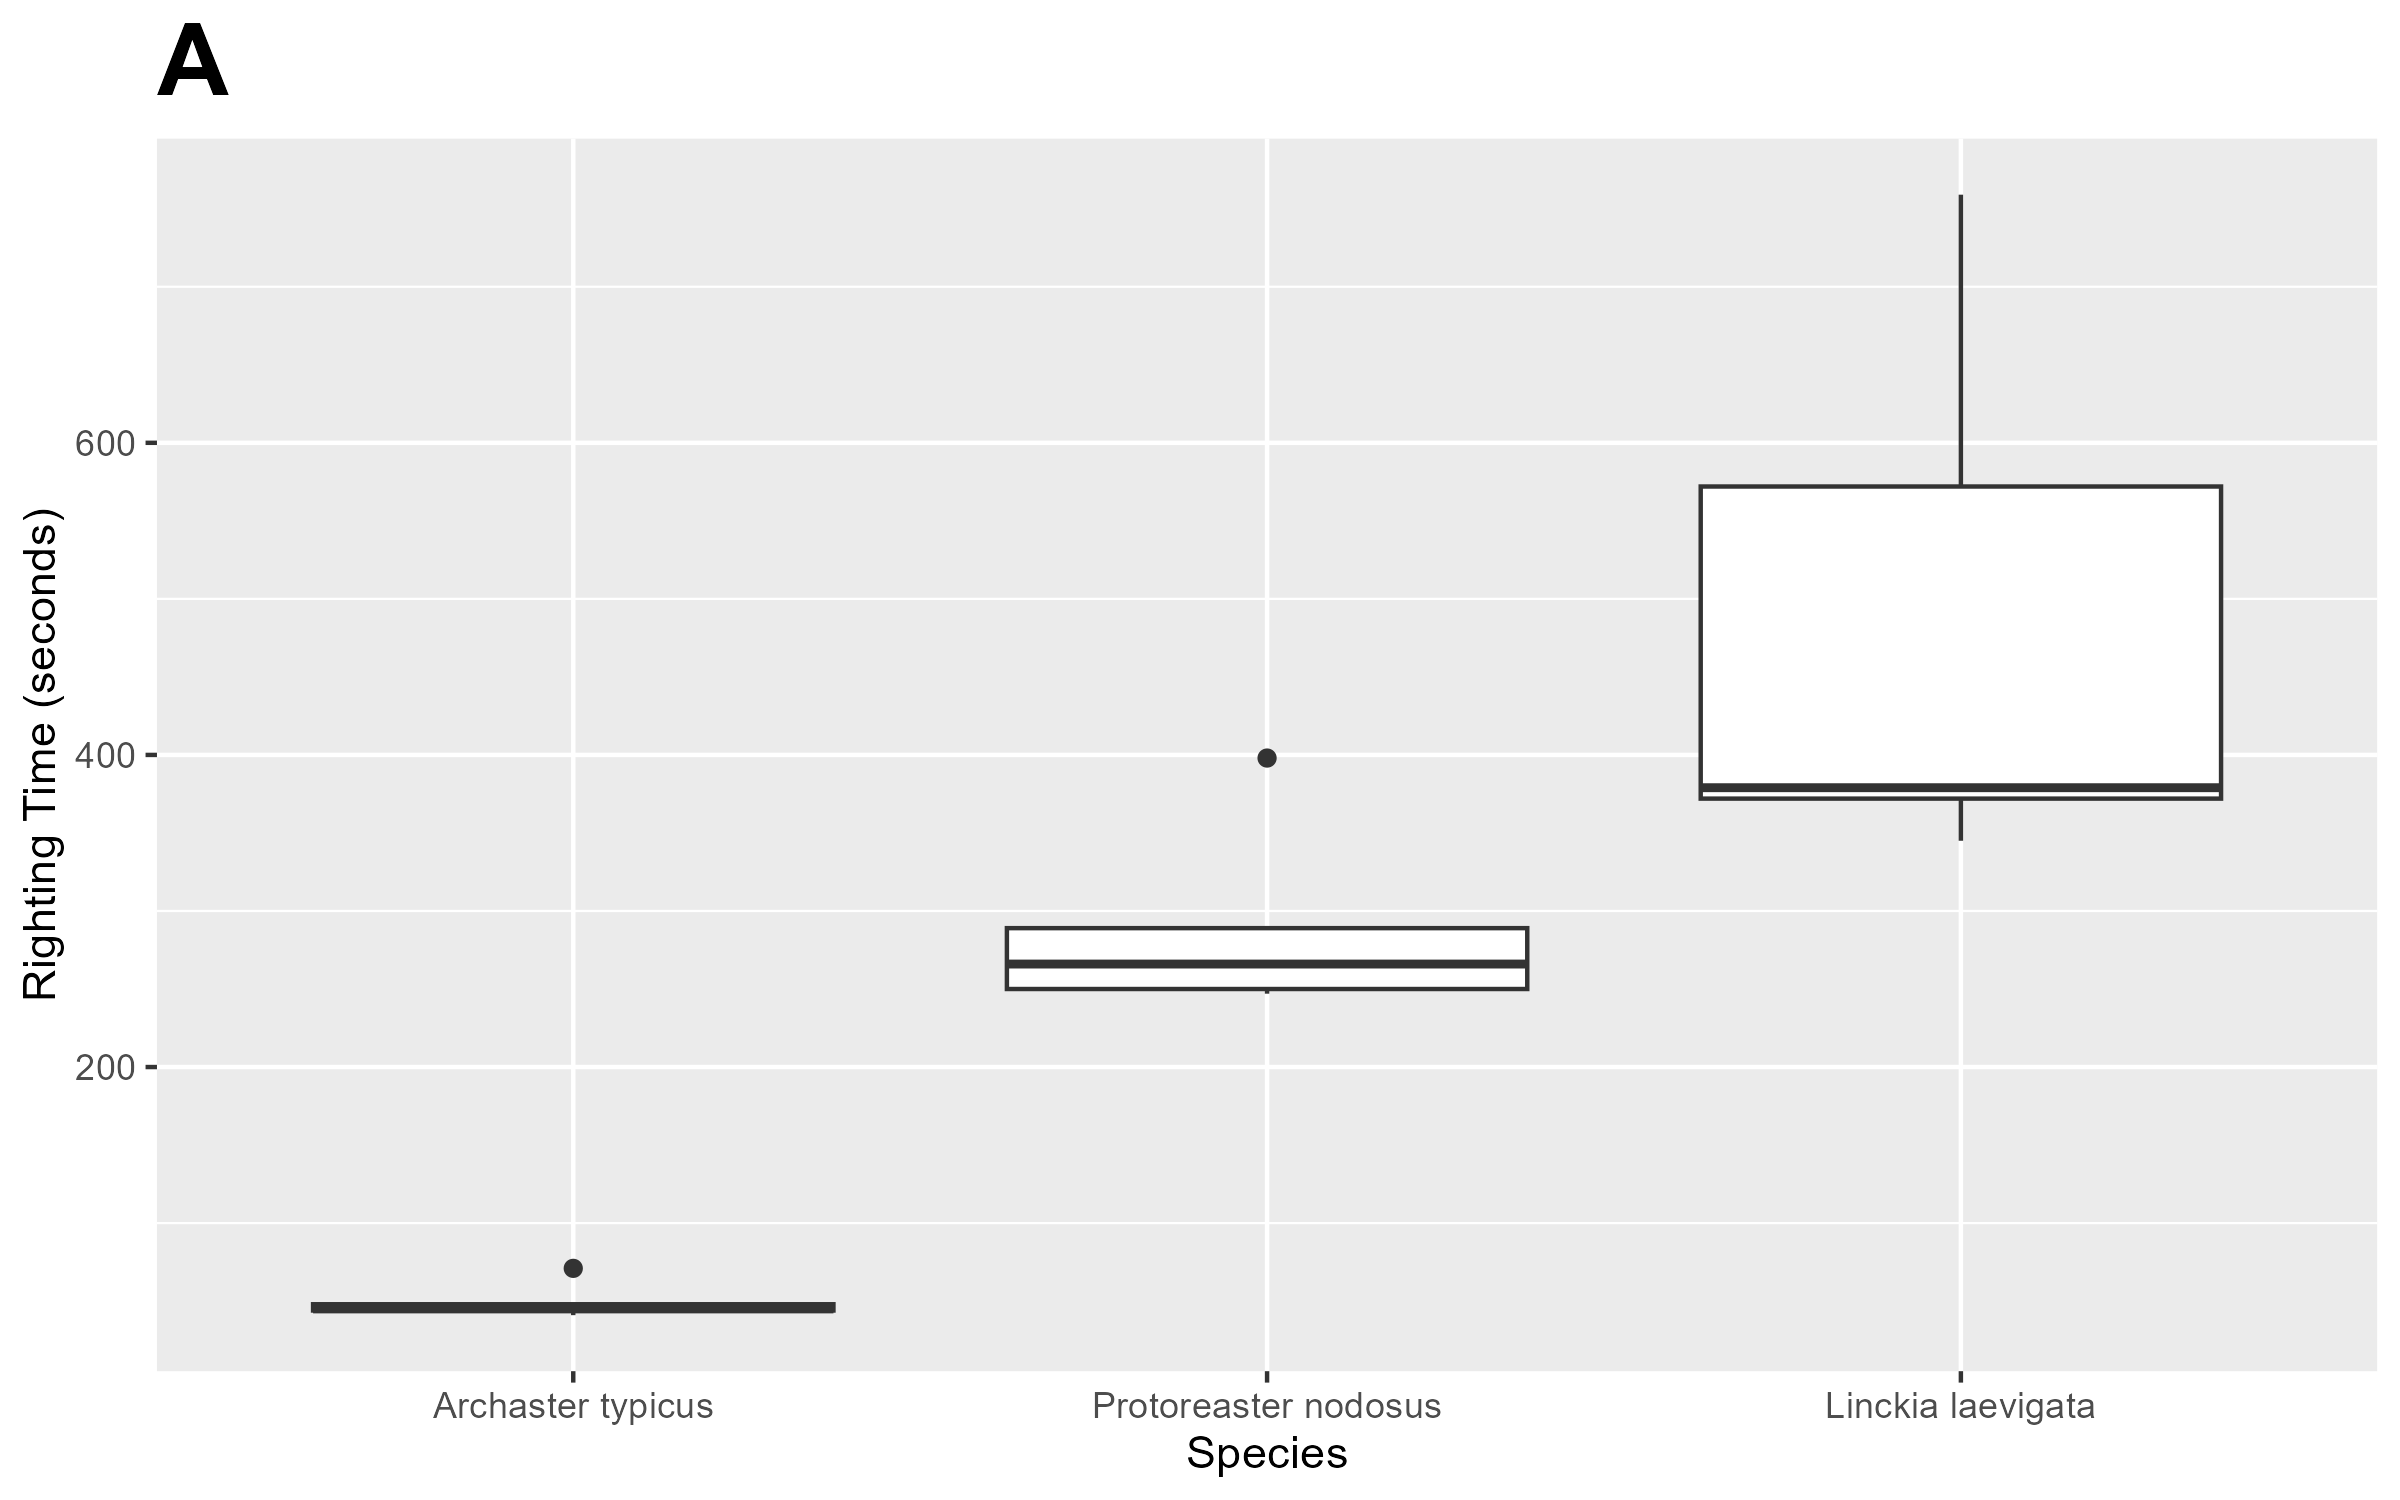 A
Righting Time (seconds)
600
400
200
Archaster typicus
Protoreaster nodosus
Linckia laevigata
Species